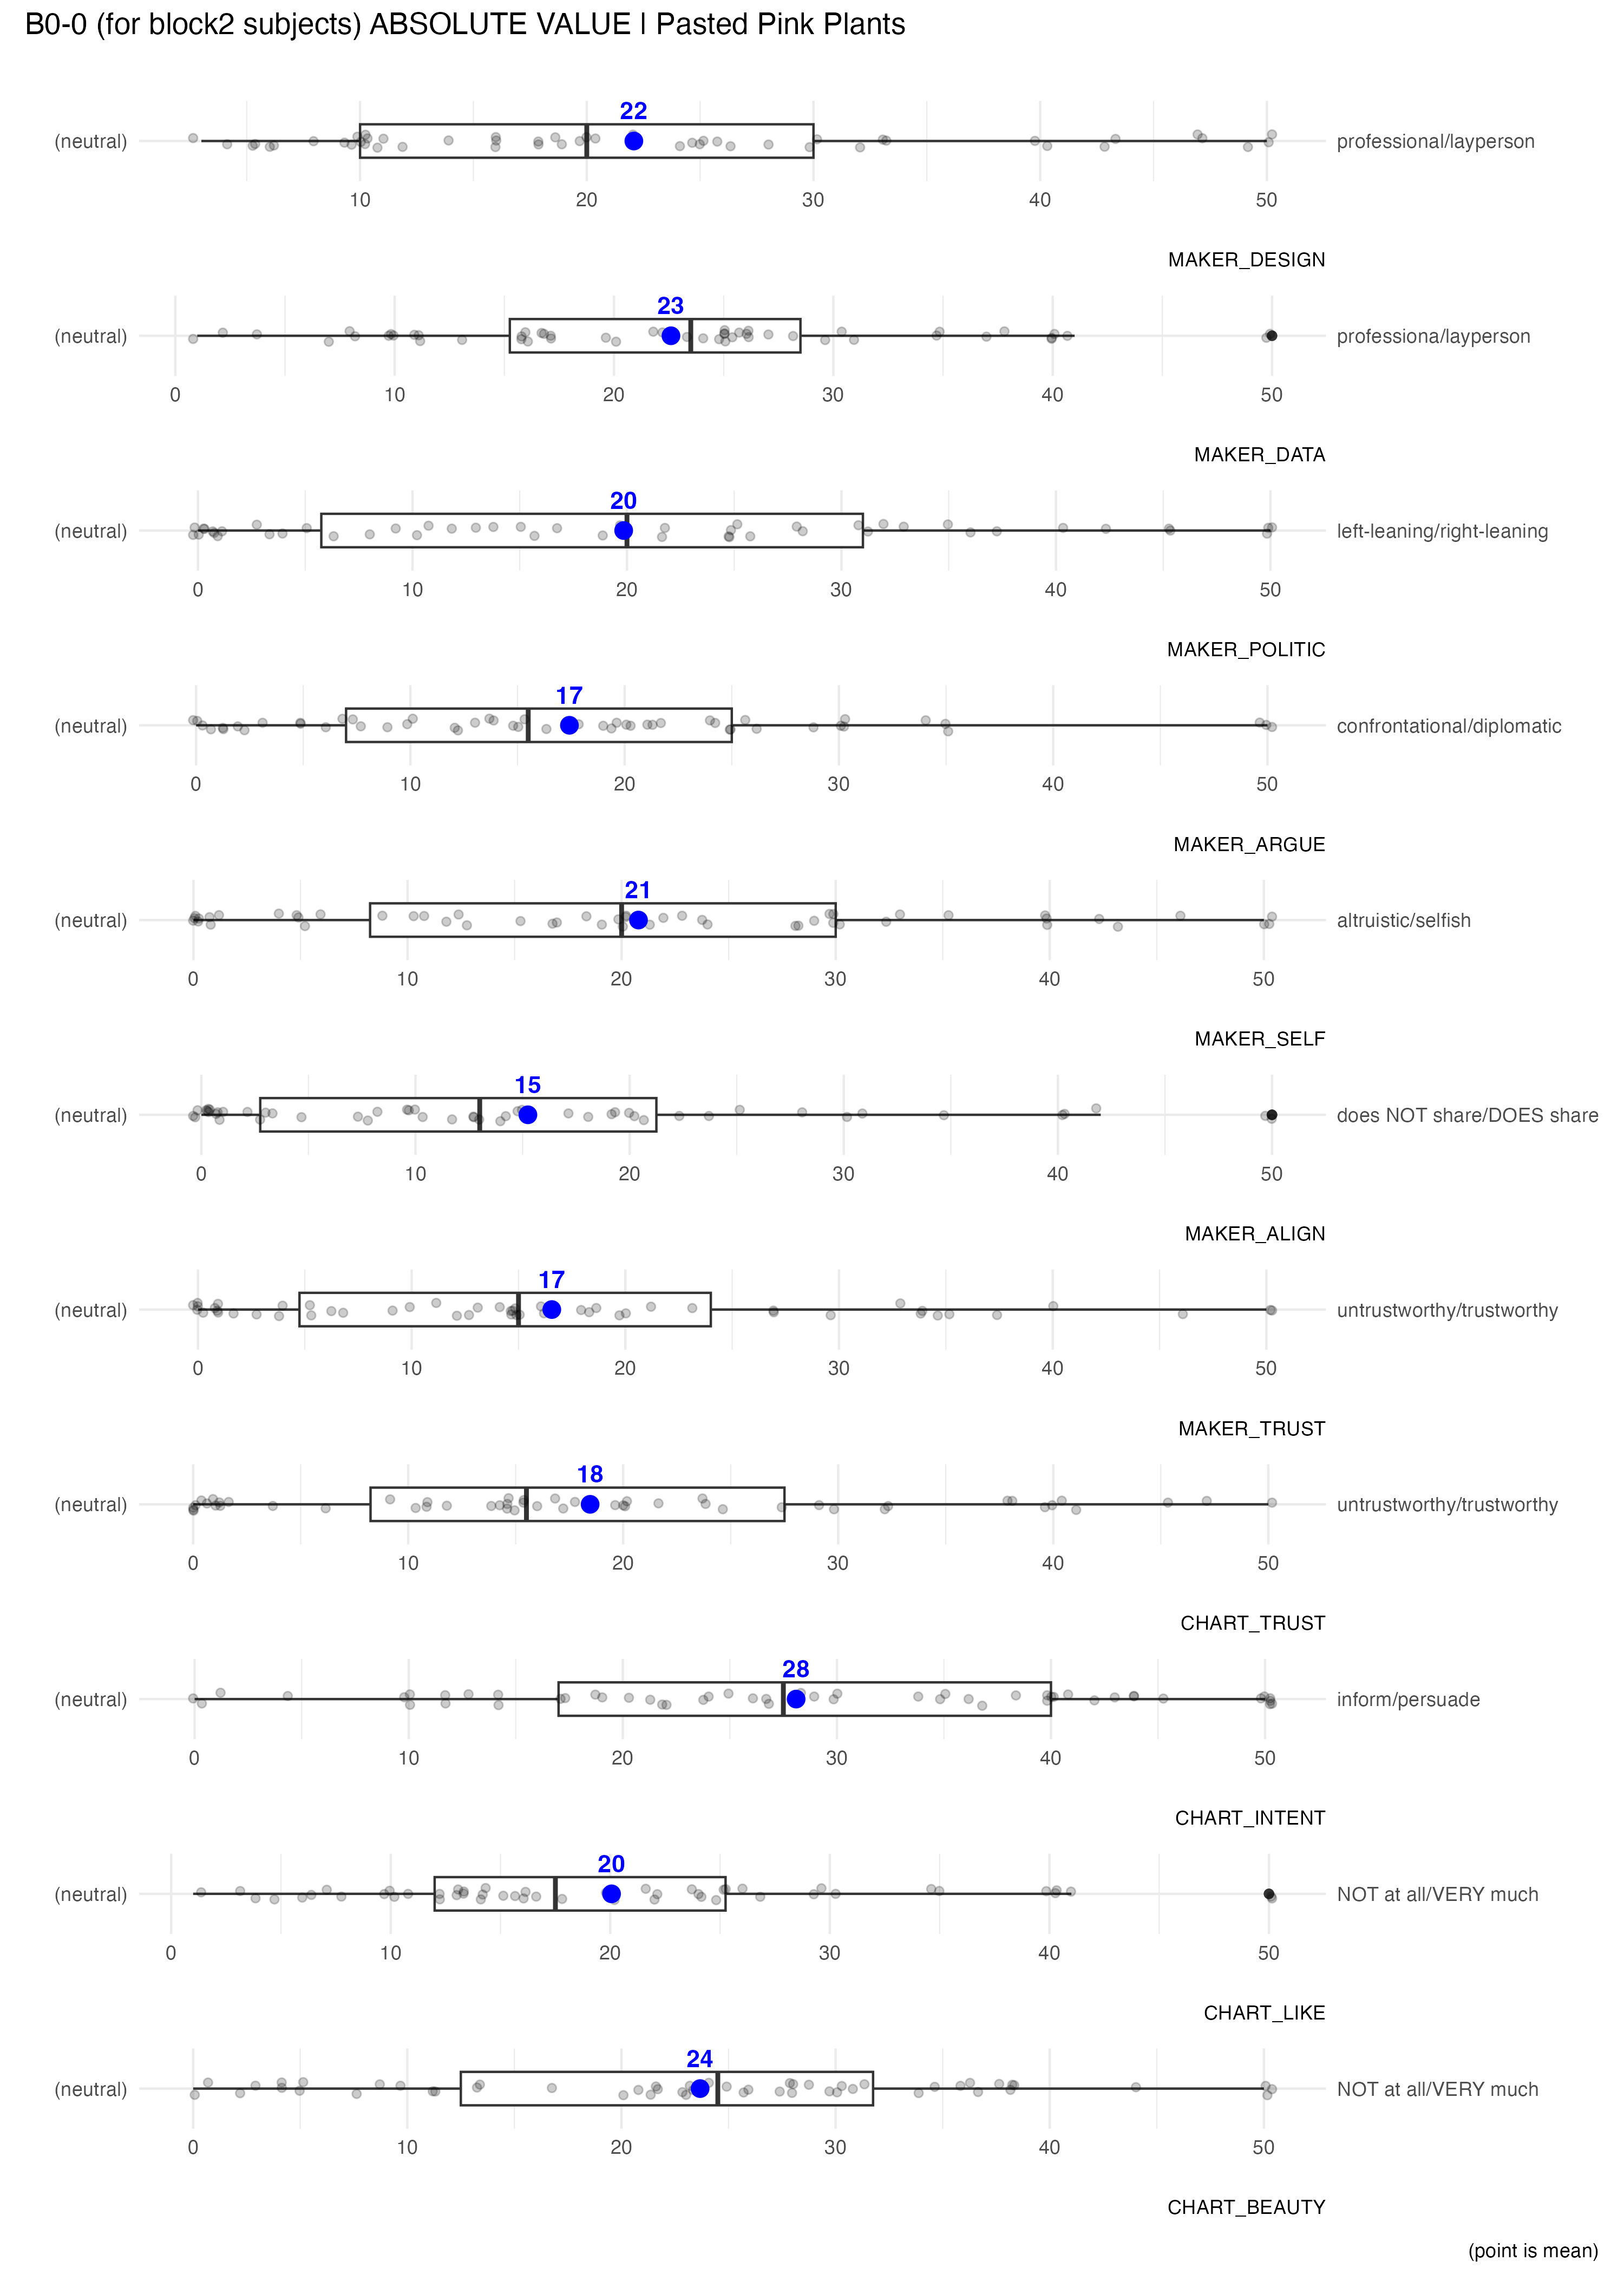 B0-0 (for block2 subjects) ABSOLUTE VALUE | Pasted Pink Plants
22
(neutral) professional/layperson
10 20 30 40 50
MAKER_DESIGN
23
(neutral) professiona/layperson
0 10 20 30 40 50
MAKER_DATA
20
(neutral) left-leaning/right-leaning
0 10 20 30 40 50
MAKER_POLITIC
17
(neutral) confrontational/diplomatic
0 10 20 30 40 50
MAKER_ARGUE
21
(neutral) altruistic/selfish
0 10 20 30 40 50
MAKER_SELF
15
(neutral) does NOT share/DOES share
0 10 20 30 40 50
MAKER_ALIGN
17
(neutral) untrustworthy/trustworthy
0 10 20 30 40 50
MAKER_TRUST
18
(neutral) untrustworthy/trustworthy
0 10 20 30 40 50
CHART_TRUST
28
(neutral) inform/persuade
0 10 20 30 40 50
CHART_INTENT
20
(neutral) NOT at all/VERY much
0 10 20 30 40 50
CHART_LIKE
24
(neutral) NOT at all/VERY much
0 10 20 30 40 50
CHART_BEAUTY
(point is mean)